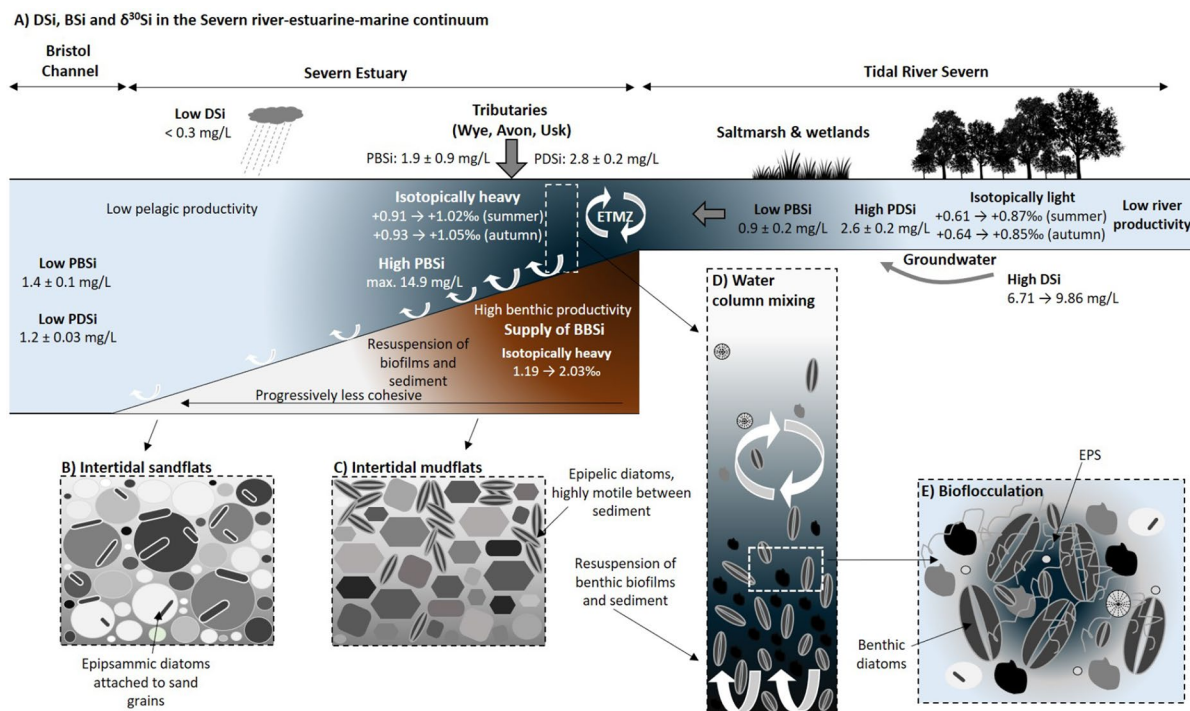 A) DSi, BSi and δ³⁰Si in the Severn river-estuarine-marine continuum
Bristol
Channel
Severn Estuary
Tidal River Severn
Low DSi
< 0.3 mg/L
Tributaries
(Wye, Avon, Usk)
PBSi: 1.9 ± 0.9 mg/L
PDSi: 2.8 ± 0.2 mg/L
Saltmarsh & wetlands
Low pelagic productivity
Isotopically heavy
+0.91 → +1.02‰ (summer)
+0.93 → +1.05‰ (autumn)
ETMZ
Low PBSi
0.9 ± 0.2 mg/L
High PDSi
2.6 ± 0.2 mg/L
Isotopically light
+0.61 → +0.87‰ (summer)
+0.64 → +0.85‰ (autumn)
Low river
productivity
Low PBSi
1.4 ± 0.1 mg/L
Low PDSi
1.2 ± 0.03 mg/L
High PBSi
max. 14.9 mg/L
Groundwater
High DSi
6.71 → 9.86 mg/L
High benthic productivity
Supply of BBSi
Isotopically heavy
1.19 → 2.03‰
Resuspension of
biofilms and
sediment
Progressively less cohesive
D) Water
column mixing
B) Intertidal sandflats
Epipsammic diatoms
attached to sand
grains
C) Intertidal mudflats
Epipelic diatoms,
highly motile between
sediment
Resuspension of
benthic biofilms
and sediment
EPS
E) Bioflocculation
Benthic
diatoms